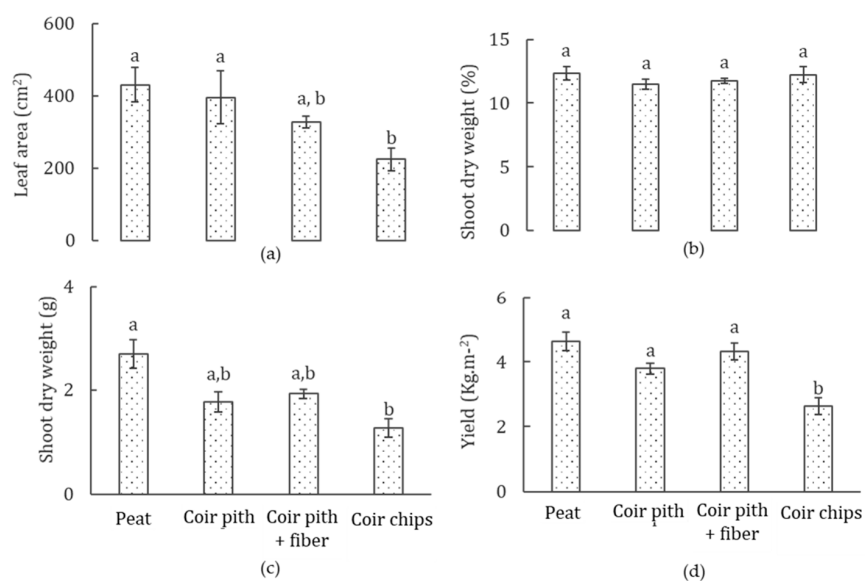 Leaf area (cm²)
600
400
200
0
a
a
a, b
b
(a)
Shoot dry weight (%)
15
10
5
0
a
a
a
a
(b)
Shoot dry weight (g)
4
2
0
a
a,b
a,b
b
Peat
Coir pith
Coir pith
+ fiber
Coir chips
(c)
Yield (Kg.m-²)
6
4
2
0
a
a
a
b
Peat
Coir pith
Coir pith
+ fiber
Coir chips
(d)